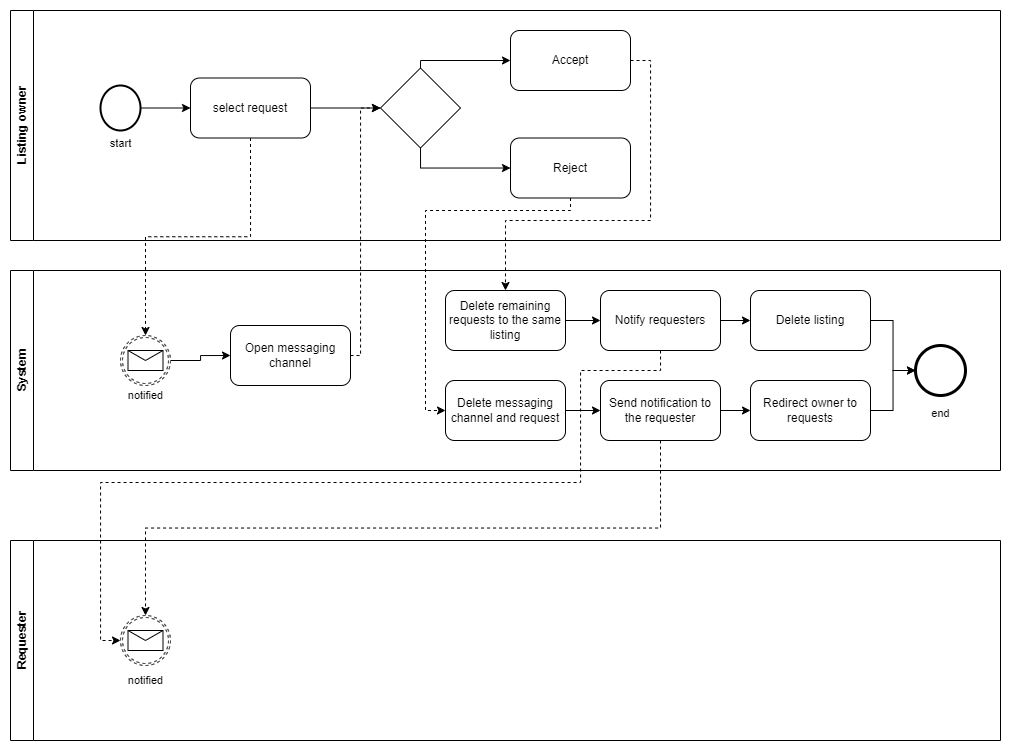 Listing owner
start
select request
Accept
Reject
System
notified
Open messaging
channel
Delete remaining
requests to the same
listing
Notify requesters
Delete listing
Delete messaging
channel and request
Send notification to
the requester
Redirect owner to
requests
end
Requester
notified